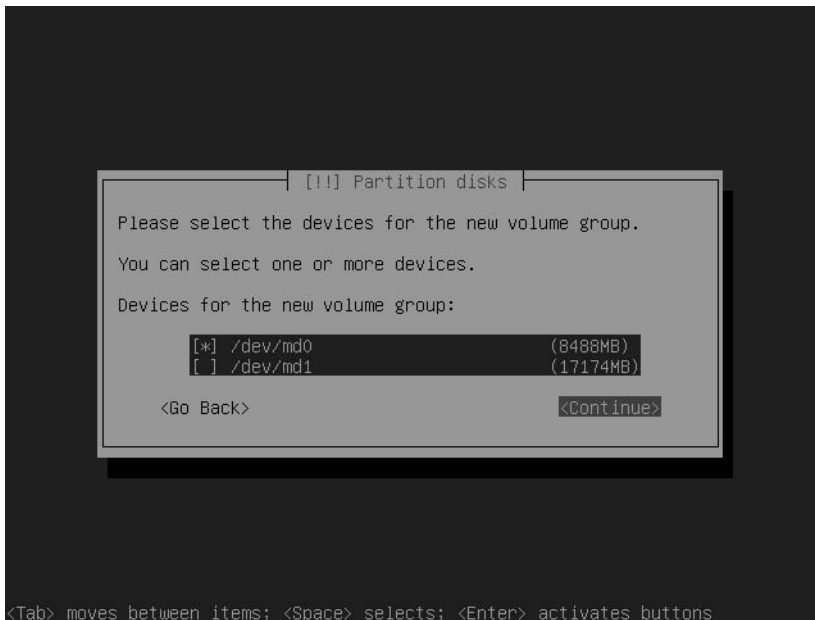 [!!] Partition disks
Please select the devices for the new volume group.
You can select one or more devices.
Devices for the new volume group:
[*] /dev/md0 (8488MB)
[ ] /dev/md1 (17174MB)
<Go Back> <Continue>
<Tab> moves between items; <Space> selects; <Enter> activates buttons